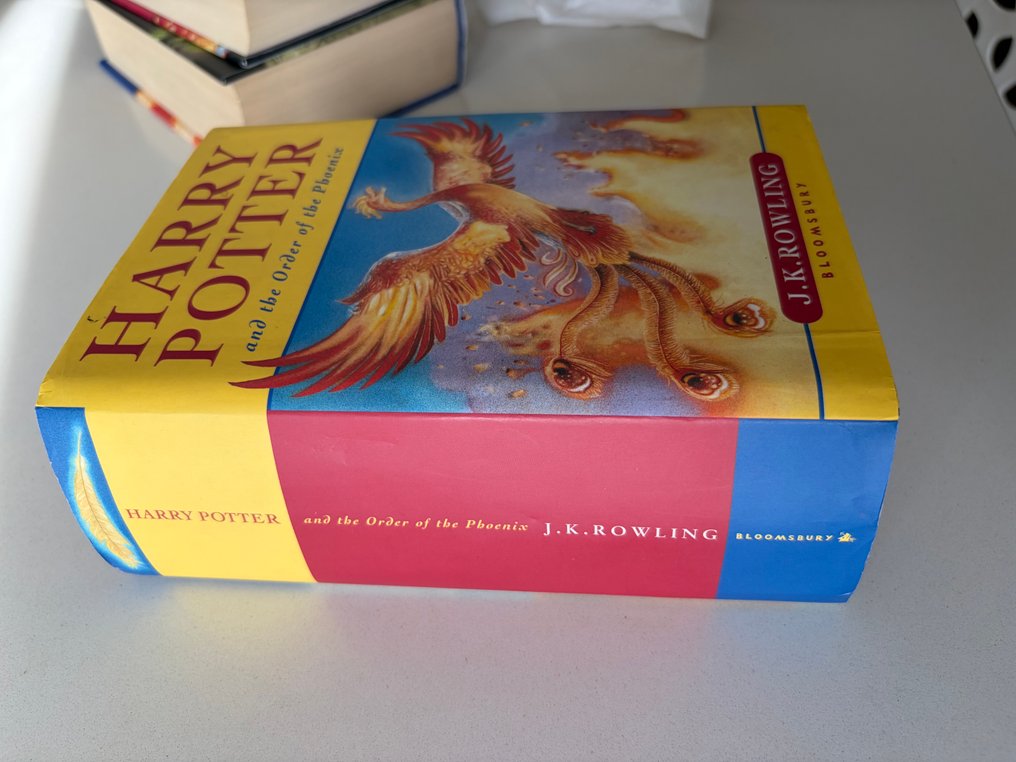 HARRY
POTTER
and the Order of the Phoenix
J.K.ROWLING
BLOOMSBURY
HARRY POTTER and the Order of the Phoenix J.K.ROWLING BLOOMSBURY